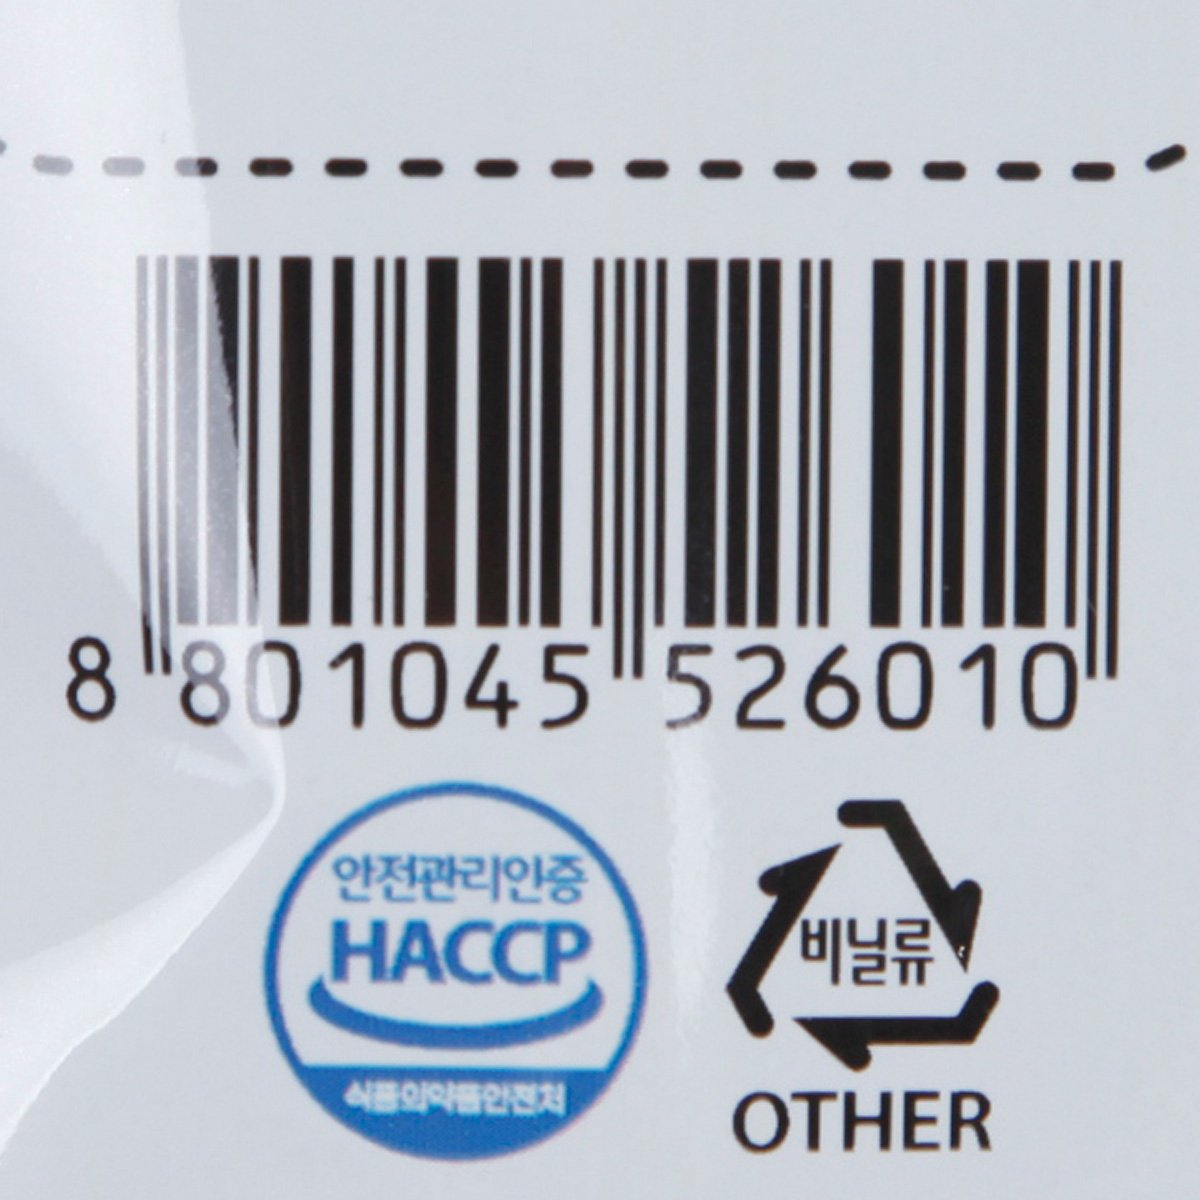 8 801045 526010
안전관리인증
HACCP
식품의약품안전처
비닐류
OTHER